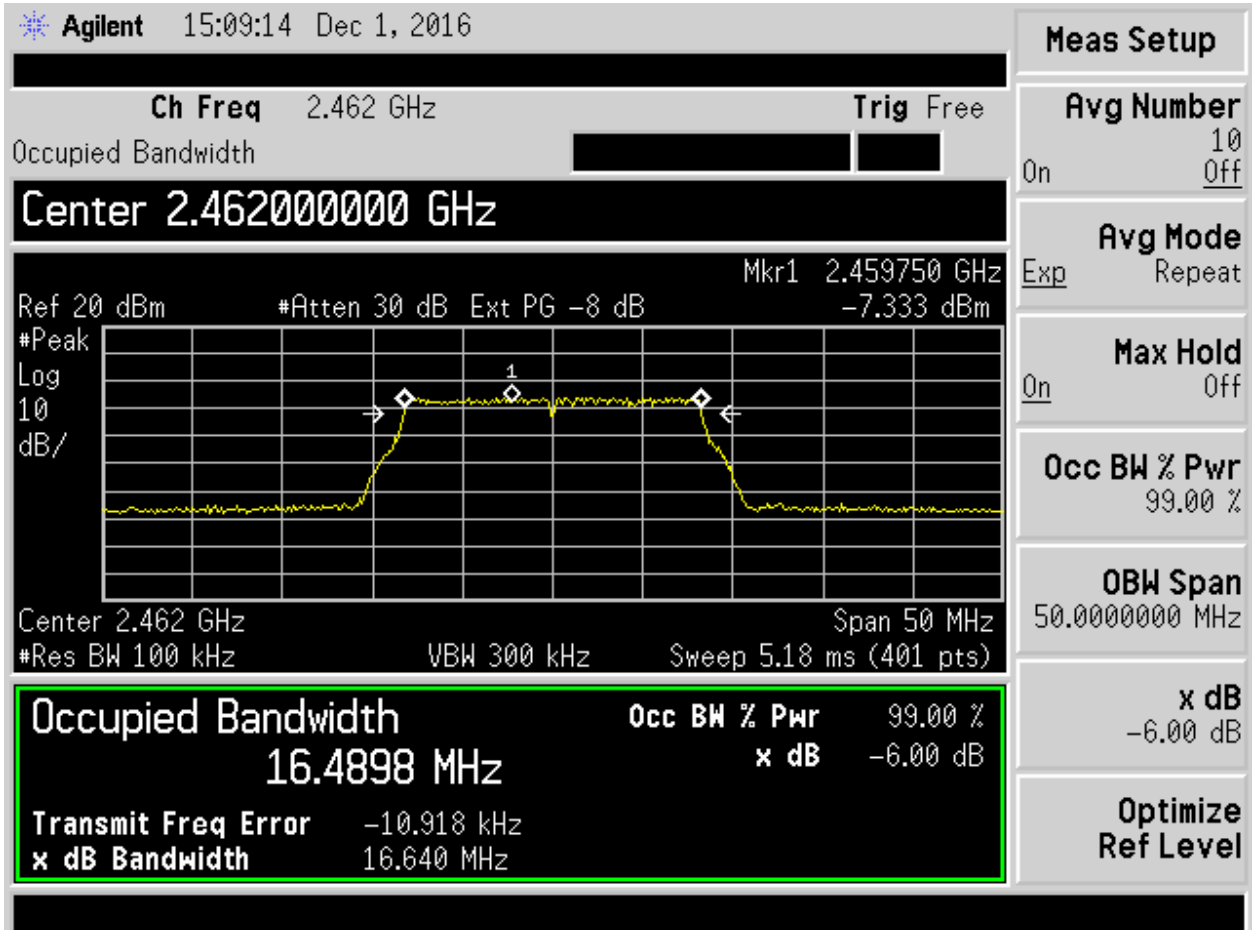 Agilent 15:09:14 Dec 1, 2016
Ch Freq 2.462 GHz Trig Free
Occupied Bandwidth
Center 2.462000000 GHz
Mkr1 2.459750 GHz
Ref 20 dBm #Atten 30 dB Ext PG -8 dB -7.333 dBm
#Peak
Log
10
dB/
1
Center 2.462 GHz Span 50 MHz
#Res BW 100 kHz VBW 300 kHz Sweep 5.18 ms (401 pts)
Occupied Bandwidth Occ BW % Pwr 99.00 %
16.4898 MHz x dB -6.00 dB
Transmit Freq Error -10.918 kHz
x dB Bandwidth 16.640 MHz
Meas Setup
Avg Number
10
On Off
Avg Mode
Exp Repeat
Max Hold
On Off
Occ BW % Pwr
99.00 %
OBW Span
50.0000000 MHz
x dB
-6.00 dB
Optimize
Ref Level